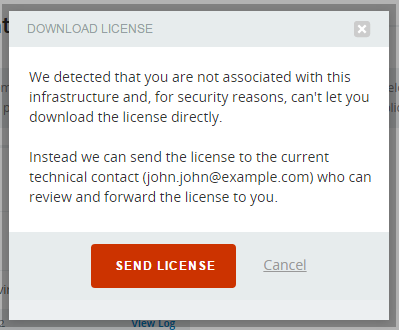 DOWNLOAD LICENSE
We detected that you are not associated with this
infrastructure and, for security reasons, can't let you
download the license directly.
Instead we can send the license to the current
technical contact (john.john@example.com) who can
review and forward the license to you.
SEND LICENSE Cancel
View Log